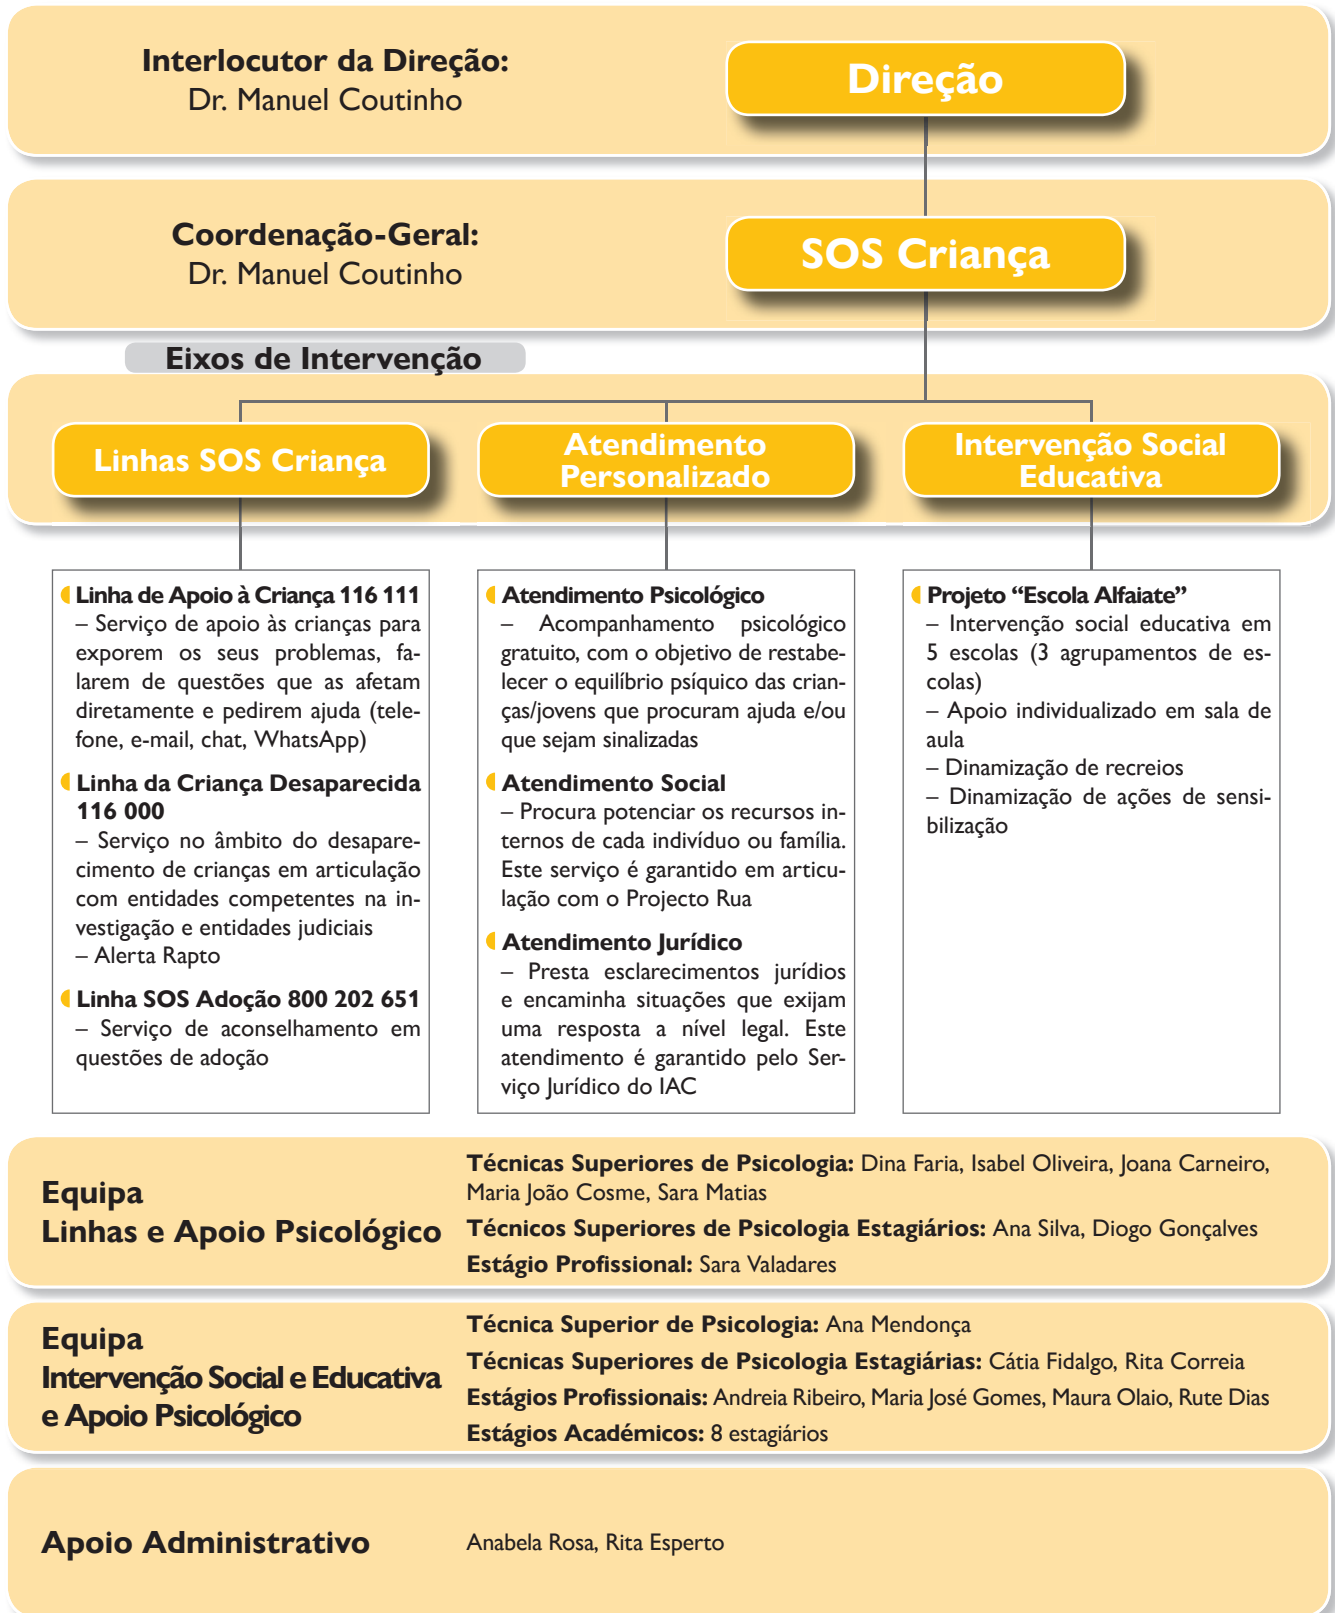 Interlocutor da Direção:
Dr. Manuel Coutinho
Direção
Coordenação-Geral:
Dr. Manuel Coutinho
SOS Criança
Eixos de Intervenção
Linhas SOS Criança
Atendimento
Personalizado
Intervenção Social
Educativa
Linha de Apoio à Criança 116 111
– Serviço de apoio às crianças para
exporem os seus problemas, fa-
larem de questões que as afetam
diretamente e pedirem ajuda (tele-
fone, e-mail, chat, WhatsApp)
Linha da Criança Desaparecida
116 000
– Serviço no âmbito do desapare-
cimento de crianças em articulação
com entidades competentes na in-
vestigação e entidades judiciais
– Alerta Rapto
Linha SOS Adoção 800 202 651
– Serviço de aconselhamento em
questões de adoção
Atendimento Psicológico
– Acompanhamento psicológico
gratuito, com o objetivo de restabe-
lecer o equilíbrio psíquico das crian-
ças/jovens que procuram ajuda e/ou
que sejam sinalizadas
Atendimento Social
– Procura potenciar os recursos in-
ternos de cada indivíduo ou família.
Este serviço é garantido em articu-
lação com o Projecto Rua
Atendimento Jurídico
– Presta esclarecimentos jurídios
e encaminha situações que exijam
uma resposta a nível legal. Este
atendimento é garantido pelo Ser-
viço Jurídico do IAC
Projeto “Escola Alfaiate”
– Intervenção social educativa em
5 escolas (3 agrupamentos de es-
colas)
– Apoio individualizado em sala de
aula
– Dinamização de recreios
– Dinamização de ações de sensi-
bilização
Equipa
Linhas e Apoio Psicológico
Técnicas Superiores de Psicologia: Dina Faria, Isabel Oliveira, Joana Carneiro,
Maria João Cosme, Sara Matias
Técnicos Superiores de Psicologia Estagiários: Ana Silva, Diogo Gonçalves
Estágio Profissional: Sara Valadares
Equipa
Intervenção Social e Educativa
e Apoio Psicológico
Técnica Superior de Psicologia: Ana Mendonça
Técnicas Superiores de Psicologia Estagiárias: Cátia Fidalgo, Rita Correia
Estágios Profissionais: Andreia Ribeiro, Maria José Gomes, Maura Olaio, Rute Dias
Estágios Académicos: 8 estagiários
Apoio Administrativo
Anabela Rosa, Rita Esperto